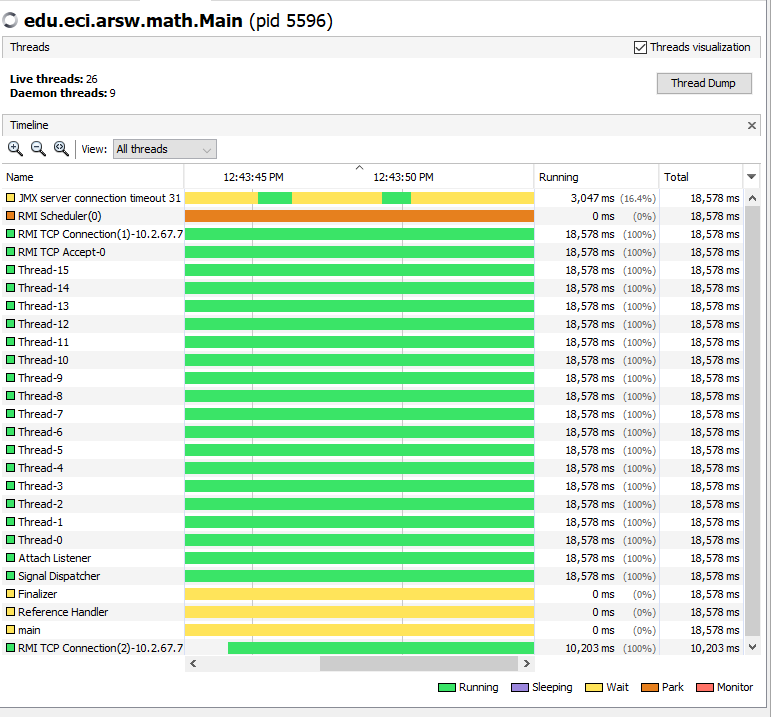 edu.eci.arsw.math.Main (pid 5596)
Threads
Threads visualization
Live threads: 26
Daemon threads: 9
Thread Dump
Timeline
View: All threads
Name 12:43:45 PM 12:43:50 PM Running Total
JMX server connection timeout 31 3,047 ms (16.4%) 18,578 ms
RMI Scheduler(0) 0 ms (0%) 18,578 ms
RMI TCP Connection(1)-10.2.67.7 18,578 ms (100%) 18,578 ms
RMI TCP Accept-0 18,578 ms (100%) 18,578 ms
Thread-15 18,578 ms (100%) 18,578 ms
Thread-14 18,578 ms (100%) 18,578 ms
Thread-13 18,578 ms (100%) 18,578 ms
Thread-12 18,578 ms (100%) 18,578 ms
Thread-11 18,578 ms (100%) 18,578 ms
Thread-10 18,578 ms (100%) 18,578 ms
Thread-9 18,578 ms (100%) 18,578 ms
Thread-8 18,578 ms (100%) 18,578 ms
Thread-7 18,578 ms (100%) 18,578 ms
Thread-6 18,578 ms (100%) 18,578 ms
Thread-5 18,578 ms (100%) 18,578 ms
Thread-4 18,578 ms (100%) 18,578 ms
Thread-3 18,578 ms (100%) 18,578 ms
Thread-2 18,578 ms (100%) 18,578 ms
Thread-1 18,578 ms (100%) 18,578 ms
Thread-0 18,578 ms (100%) 18,578 ms
Attach Listener 18,578 ms (100%) 18,578 ms
Signal Dispatcher 18,578 ms (100%) 18,578 ms
Finalizer 0 ms (0%) 18,578 ms
Reference Handler 0 ms (0%) 18,578 ms
main 0 ms (0%) 18,578 ms
RMI TCP Connection(2)-10.2.67.7 10,203 ms (100%) 10,203 ms
Running Sleeping Wait Park Monitor